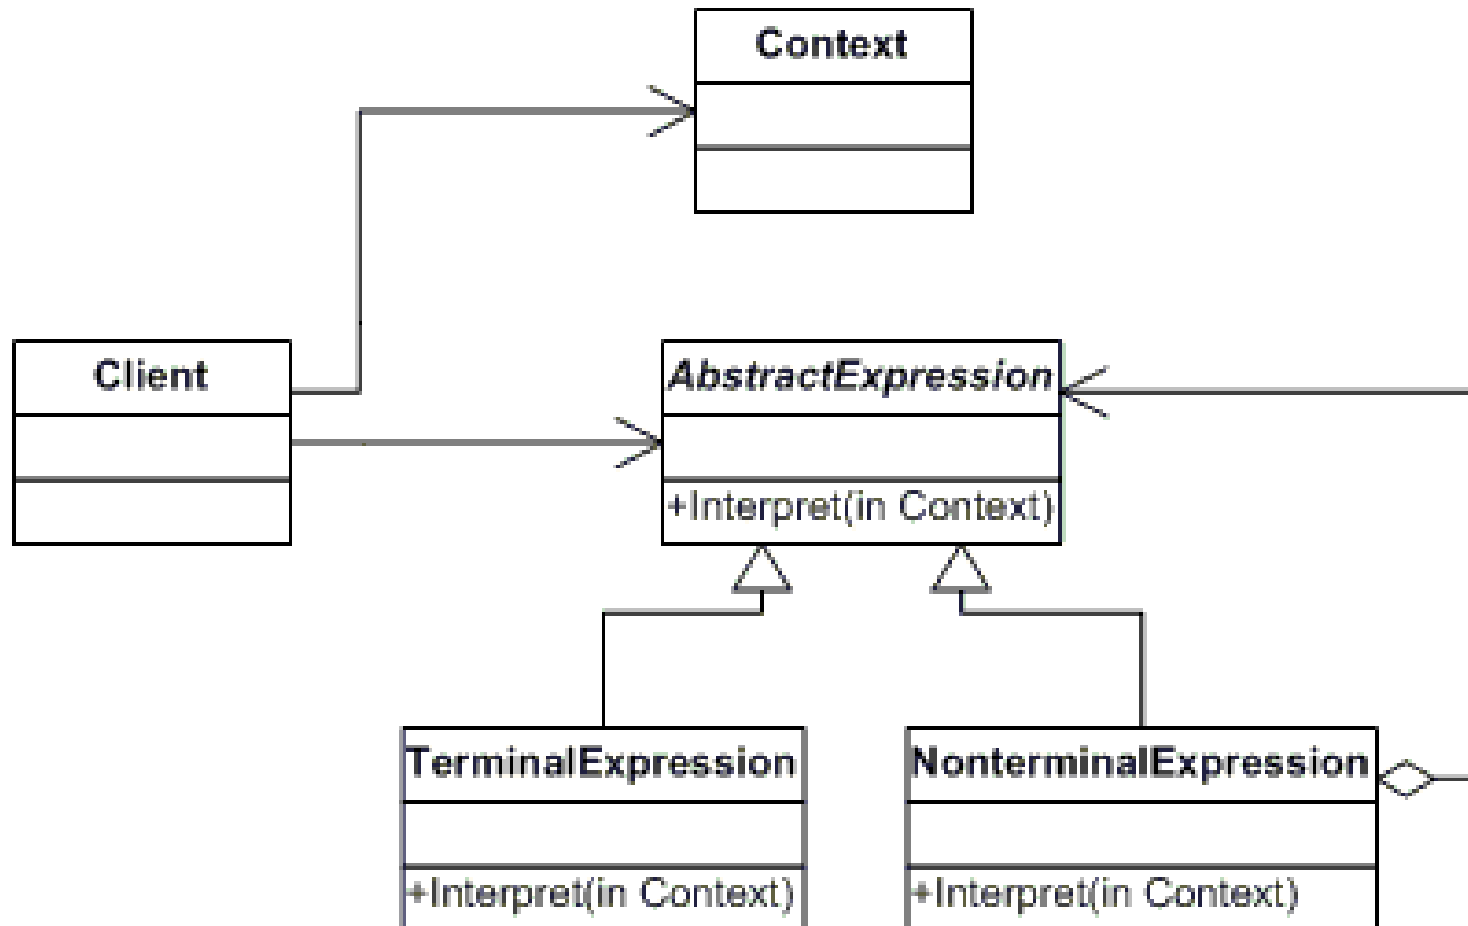 Context
Client
AbstractExpression
+Interpret(in Context)
TerminalExpression
+Interpret(in Context)
NonterminalExpression
+Interpret(in Context)